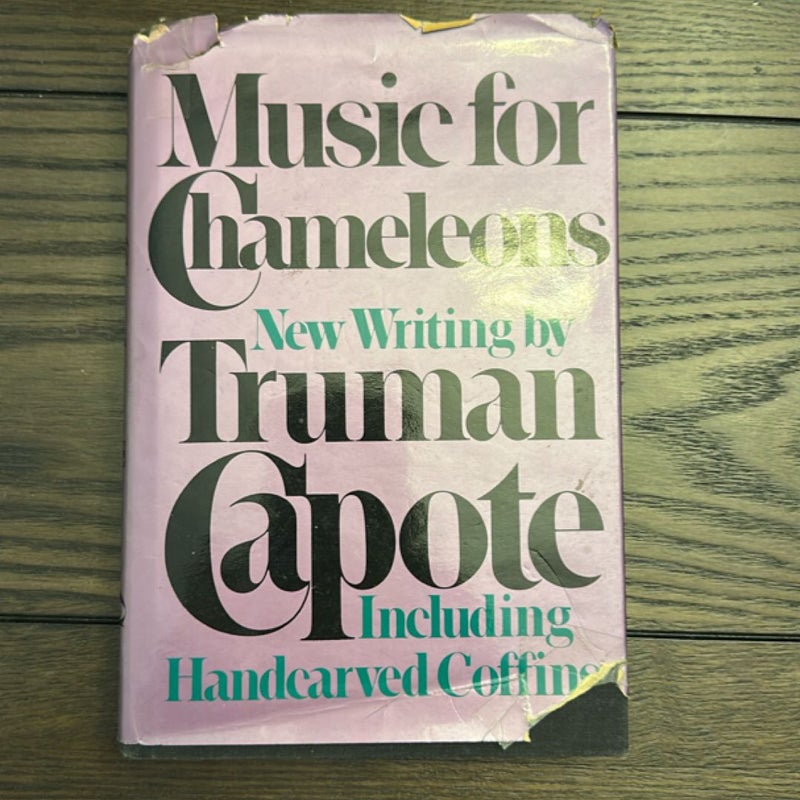 Music for
Chameleons
New Writing by
Truman
Capote
Including
Handcarved Coffins